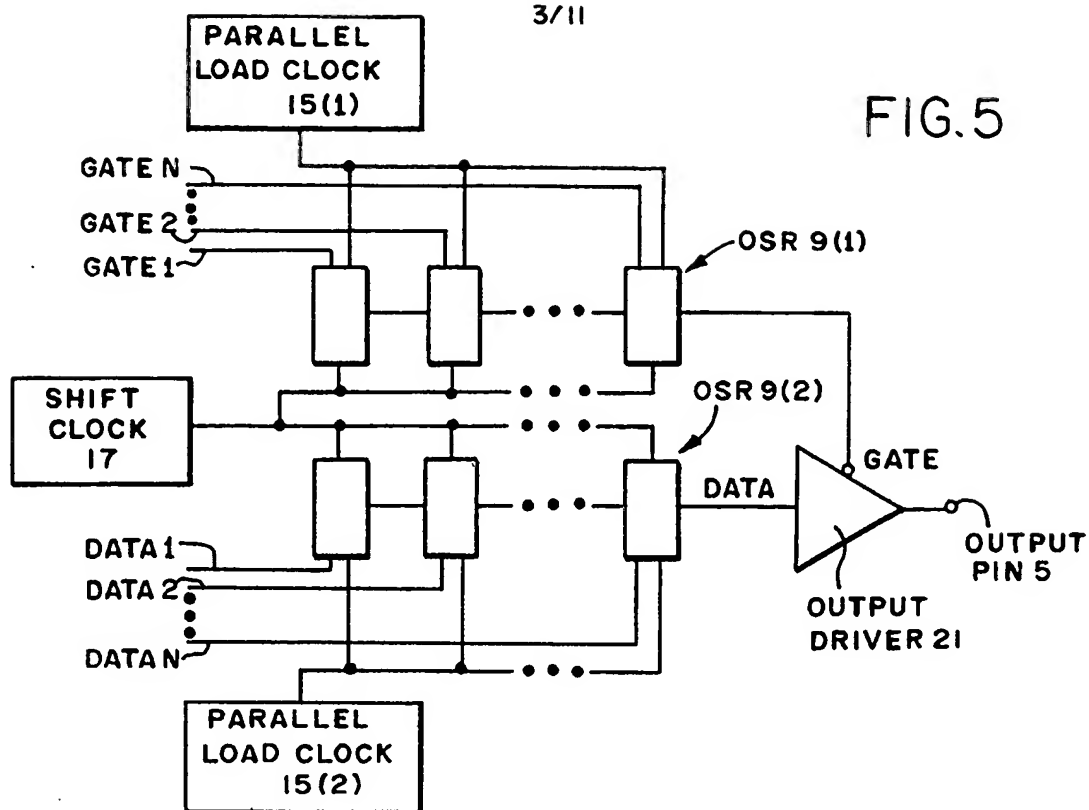 3/11
PARALLEL
LOAD CLOCK
15(1)
FIG.5
GATE N
GATE 2
GATE 1
OSR 9(1)
SHIFT
CLOCK
17
OSR 9(2)
GATE
DATA
DATA 1
DATA 2
DATA N
OUTPUT
PIN 5
OUTPUT
DRIVER 21
PARALLEL
LOAD CLOCK
15(2)